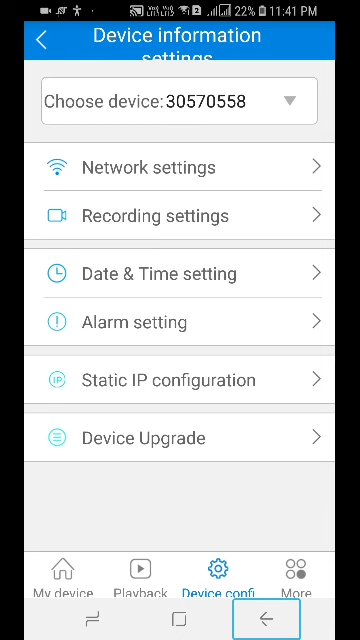 22% 11:41 PM
Device information
settings
Choose device: 30570558
Network settings
Recording settings
Date & Time setting
Alarm setting
IP Static IP configuration
Device Upgrade
My device Playback Device confi More